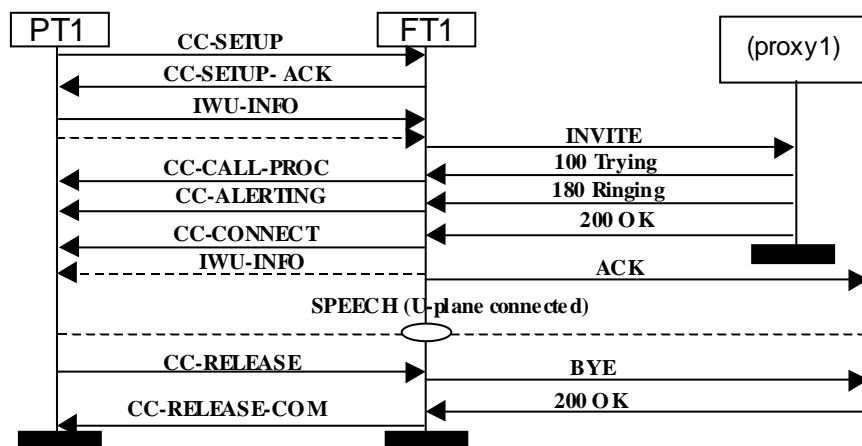 PT1
FT1
(proxy1)
CC-SETUP
CC-SETUP- ACK
IWU-INFO
INVITE
100 Trying
CC-CALL-PROC
180 Ringing
CC-ALERTING
200 OK
CC-CONNECT
IWU-INFO
ACK
SPEECH (U-plane connected)
CC-RELEASE
BYE
CC-RELEASE-COM
200 OK